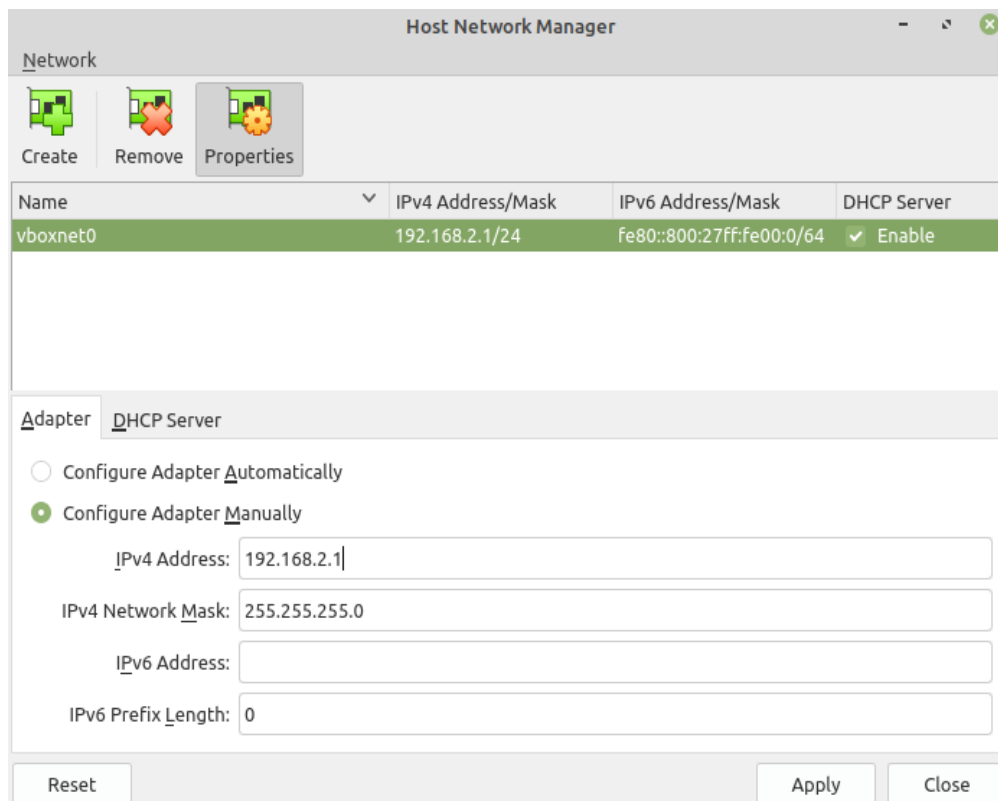 Host Network Manager
Network
Create Remove Properties
Name IPv4 Address/Mask IPv6 Address/Mask DHCP Server
vboxnet0 192.168.2.1/24 fe80::800:27ff:fe00:0/64 Enable
Adapter DHCP Server
Configure Adapter Automatically
Configure Adapter Manually
IPv4 Address: 192.168.2.1
IPv4 Network Mask: 255.255.255.0
IPv6 Address:
IPv6 Prefix Length: 0
Reset Apply Close